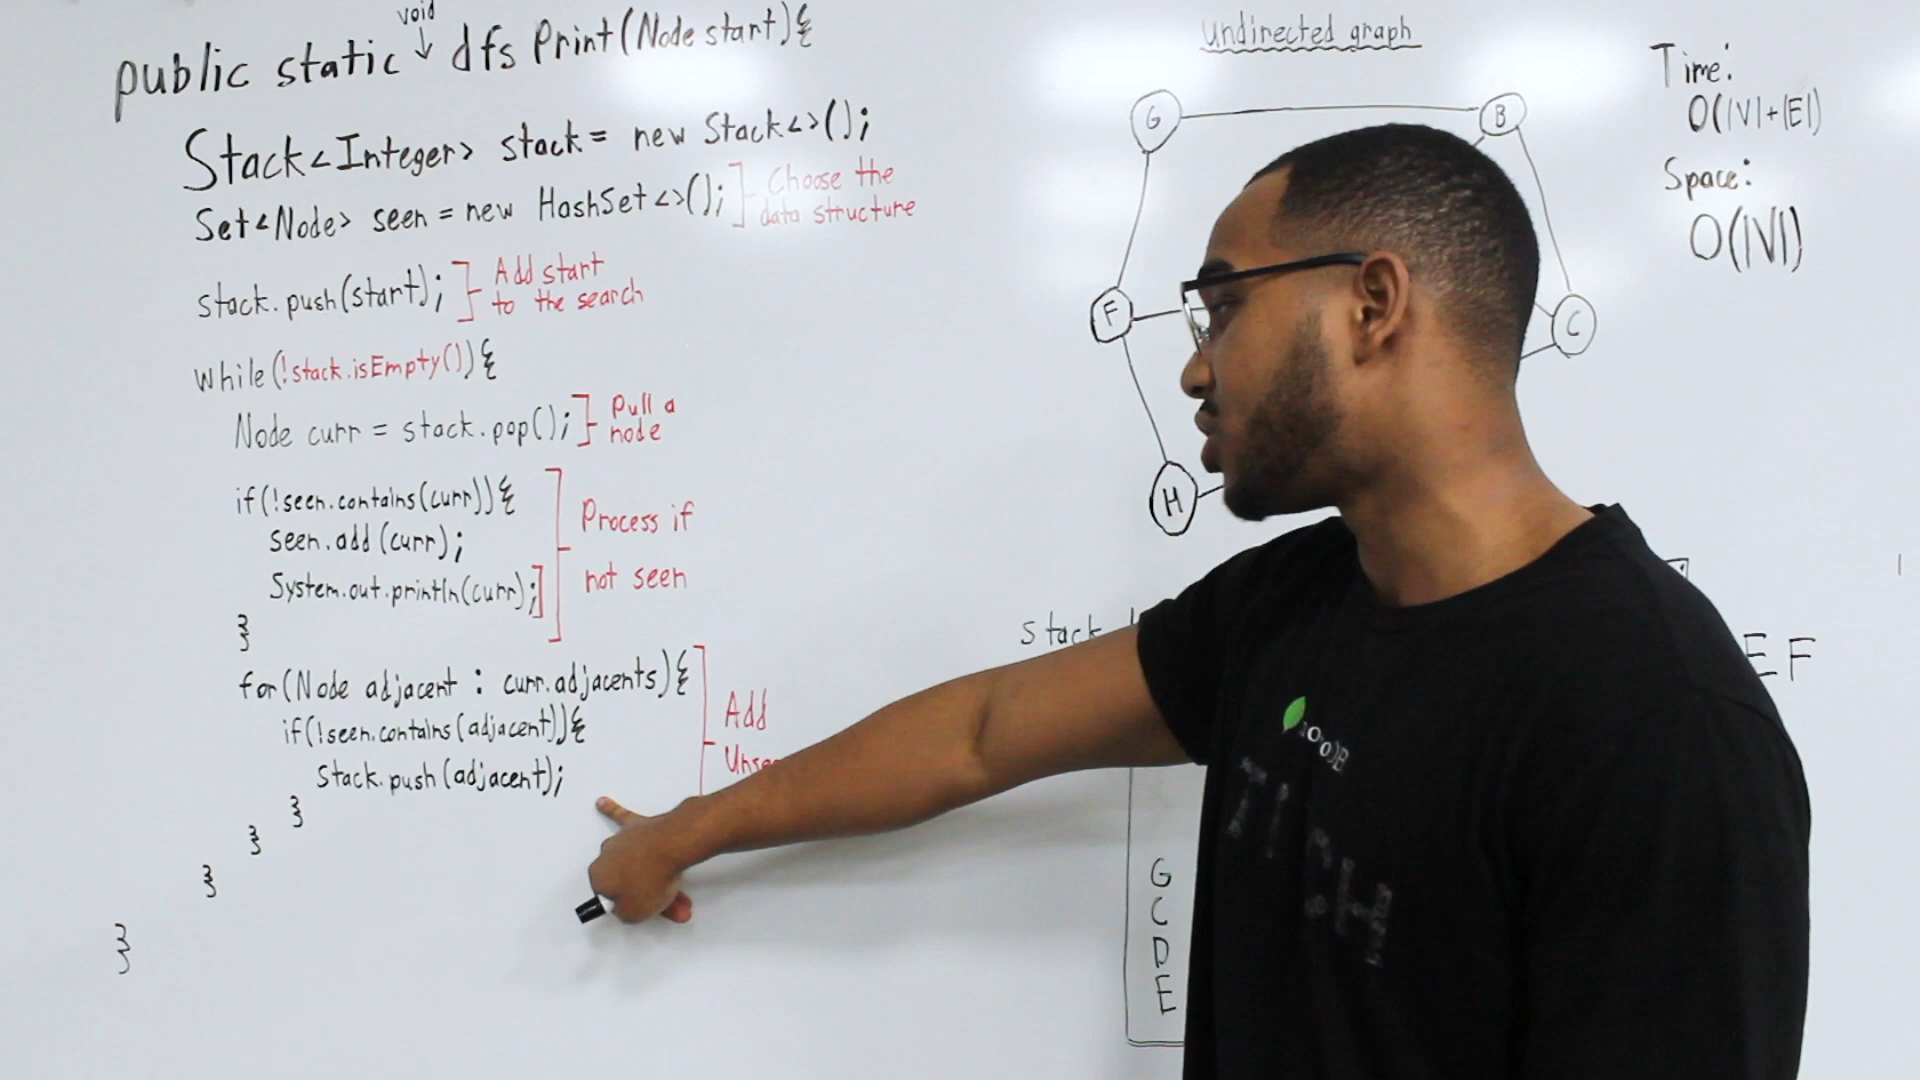 void
public static ↓ dfs Print(Node start){
Stack<Integer> stack = new Stack<>();
Set<Node> seen = new HashSet<>(); Choose the
data structure
stack.push(start); Add start
to the search
while(!stack.isEmpty()){
Node curr = stack.pop(); Pull a
node
if(!seen.contains(curr)){
seen.add(curr);
System.out.println(curr);
Process if
not seen
}
for(Node adjacent : curr.adjacents){
if(!seen.contains(adjacent)){
stack.push(adjacent);
Add
}
}
}
}
Undirected graph
G
B
F
C
H
Time:
O(|V|+|E|)
Space:
O(|V|)
stack
E F
G
C
D
E